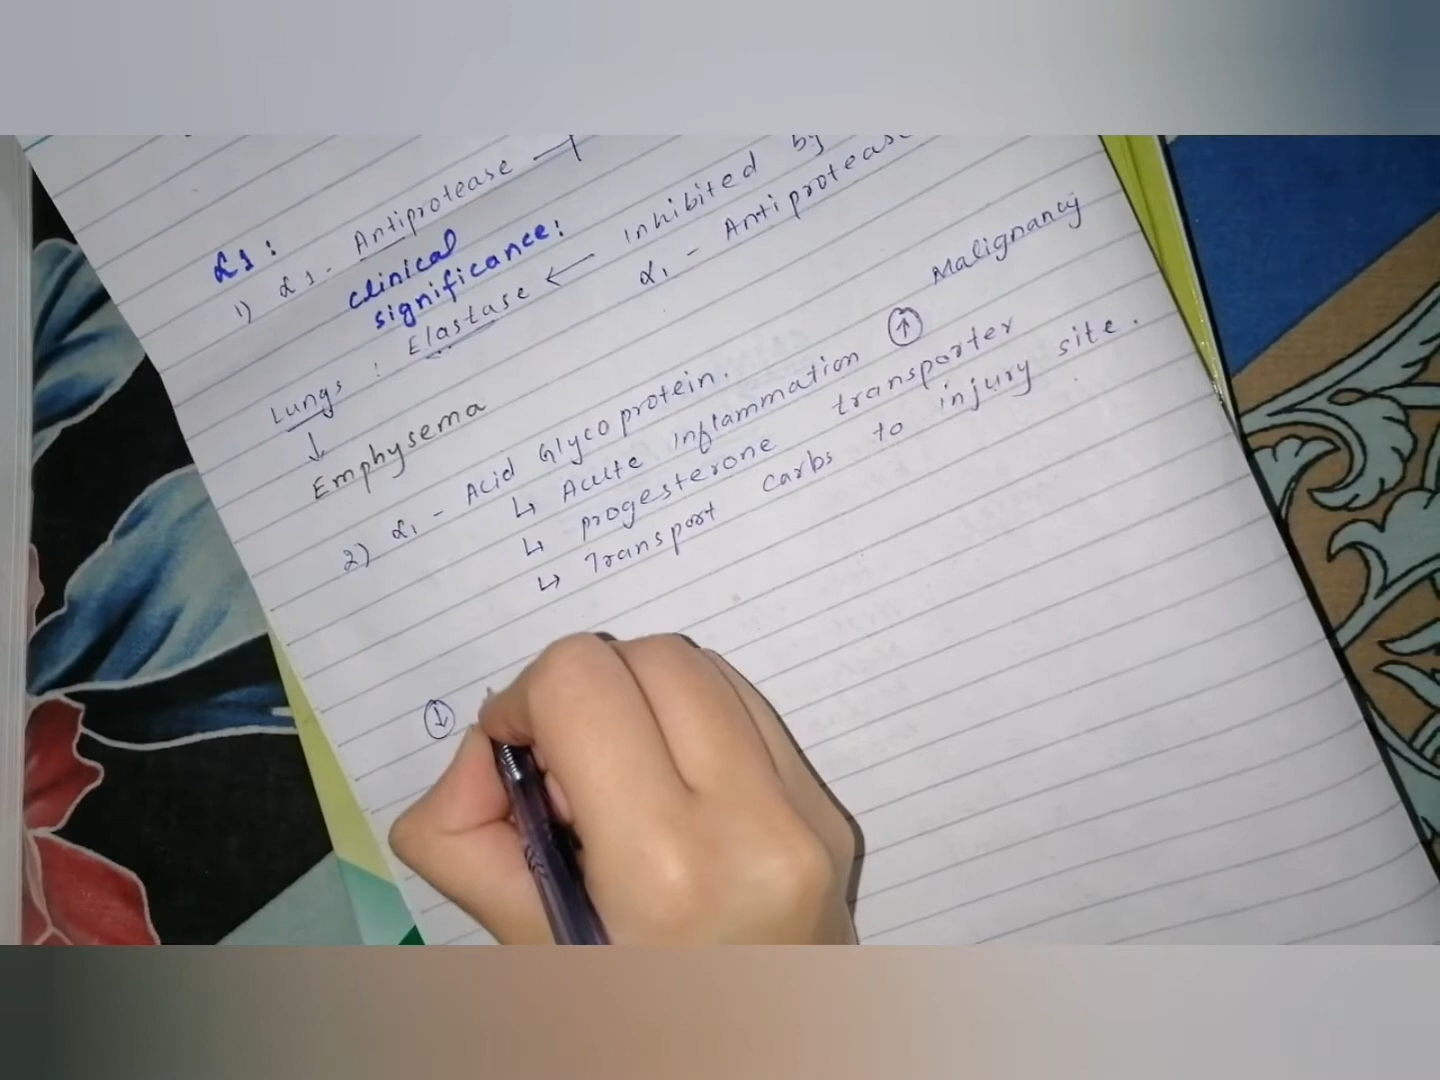 α1:
1) α1 - Antiprotease →
clinical
significance:
Lungs : Elastase ← Inhibited by
↓ α1 - Antiprotease
Emphysema
2) α1 - Acid Glycoprotein.
↳ Acute inflammation ↑ Malignancy
↳ progesterone transporter
↳ Transport carbs to injury site.
↓